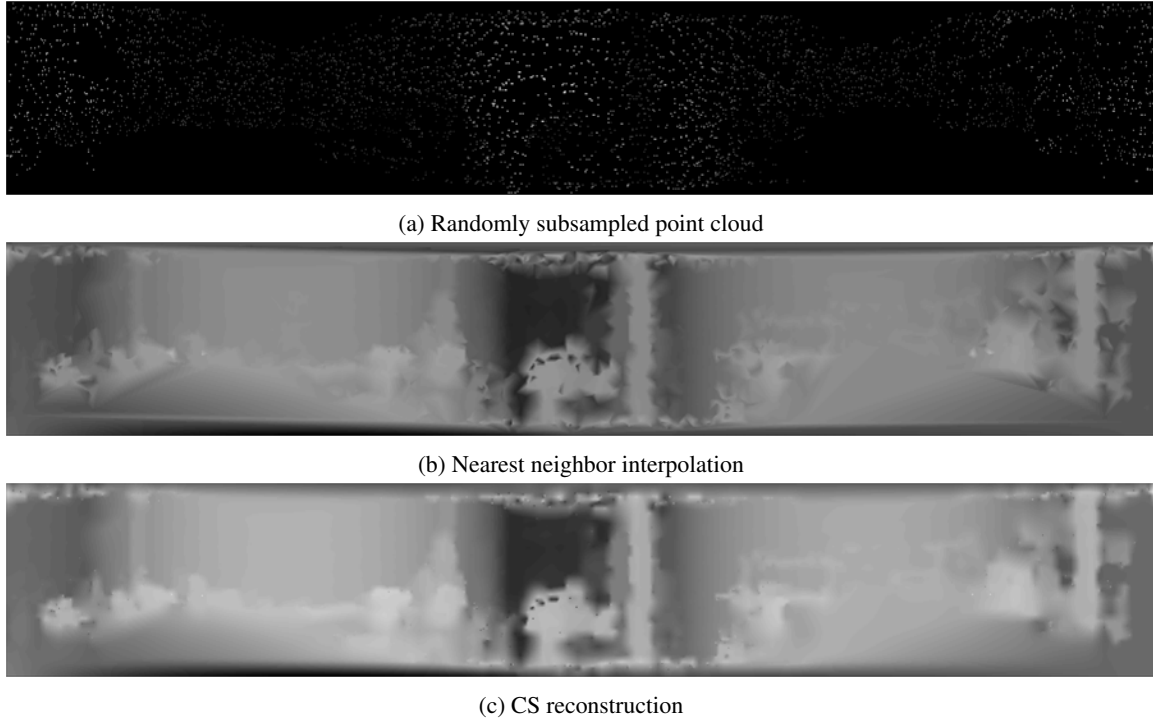 (a) Randomly subsampled point cloud
(b) Nearest neighbor interpolation
(c) CS reconstruction